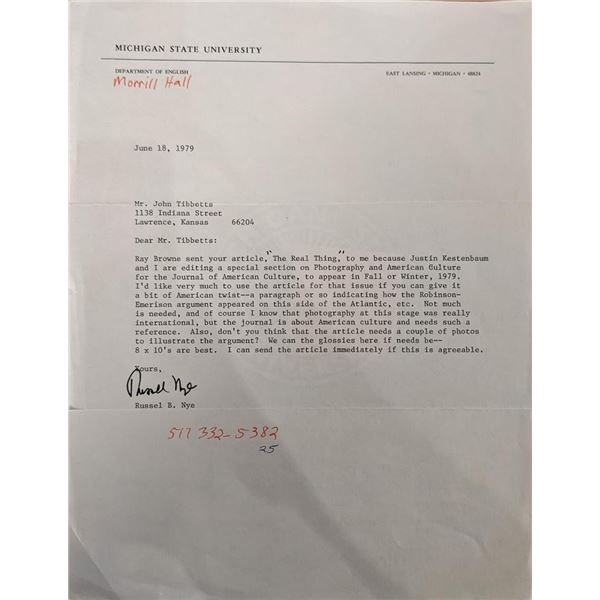 MICHIGAN STATE UNIVERSITY
DEPARTMENT OF ENGLISH
EAST LANSING · MICHIGAN · 48824
Morrill Hall
June 18, 1979
Mr. John Tibbetts
1138 Indiana Street
Lawrence, Kansas 66204
Dear Mr. Tibbetts:
Ray Browne sent your article, "The Real Thing," to me because Justin Kestenbaum
and I are editing a special section on Photography and American Culture
for the Journal of American Culture, to appear in Fall or Winter, 1979.
I'd like very much to use the article for that issue if you can give it
a bit of American twist--a paragraph or so indicating how the Robinson-
Emerison argument appeared on this side of the Atlantic, etc. Not much
is needed, and of course I know that photography at this stage was really
international, but the journal is about American culture and needs such a
reference. Also, don't you think that the article needs a couple of photos
to illustrate the argument? We can the glossies here if needs be--
8 x 10's are best. I can send the article immediately if this is agreeable.
Yours,
Russel Nye
Russel B. Nye
517 332-5382
25